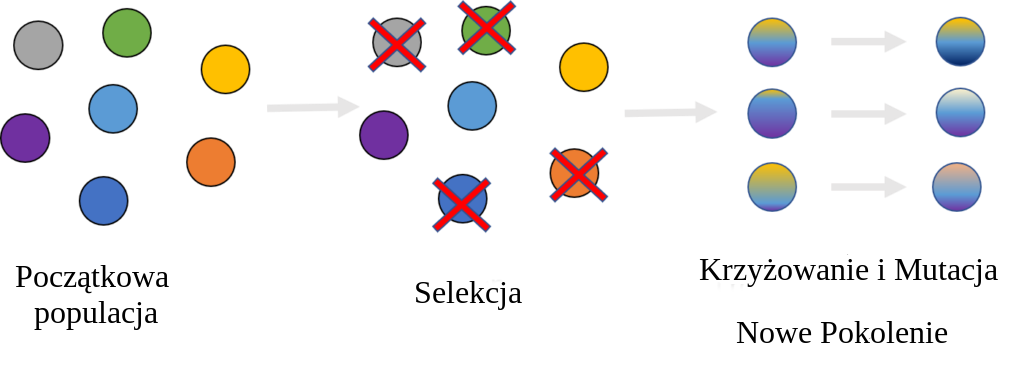 Początkowa
populacja
Selekcja
Krzyżowanie i Mutacja
Nowe Pokolenie